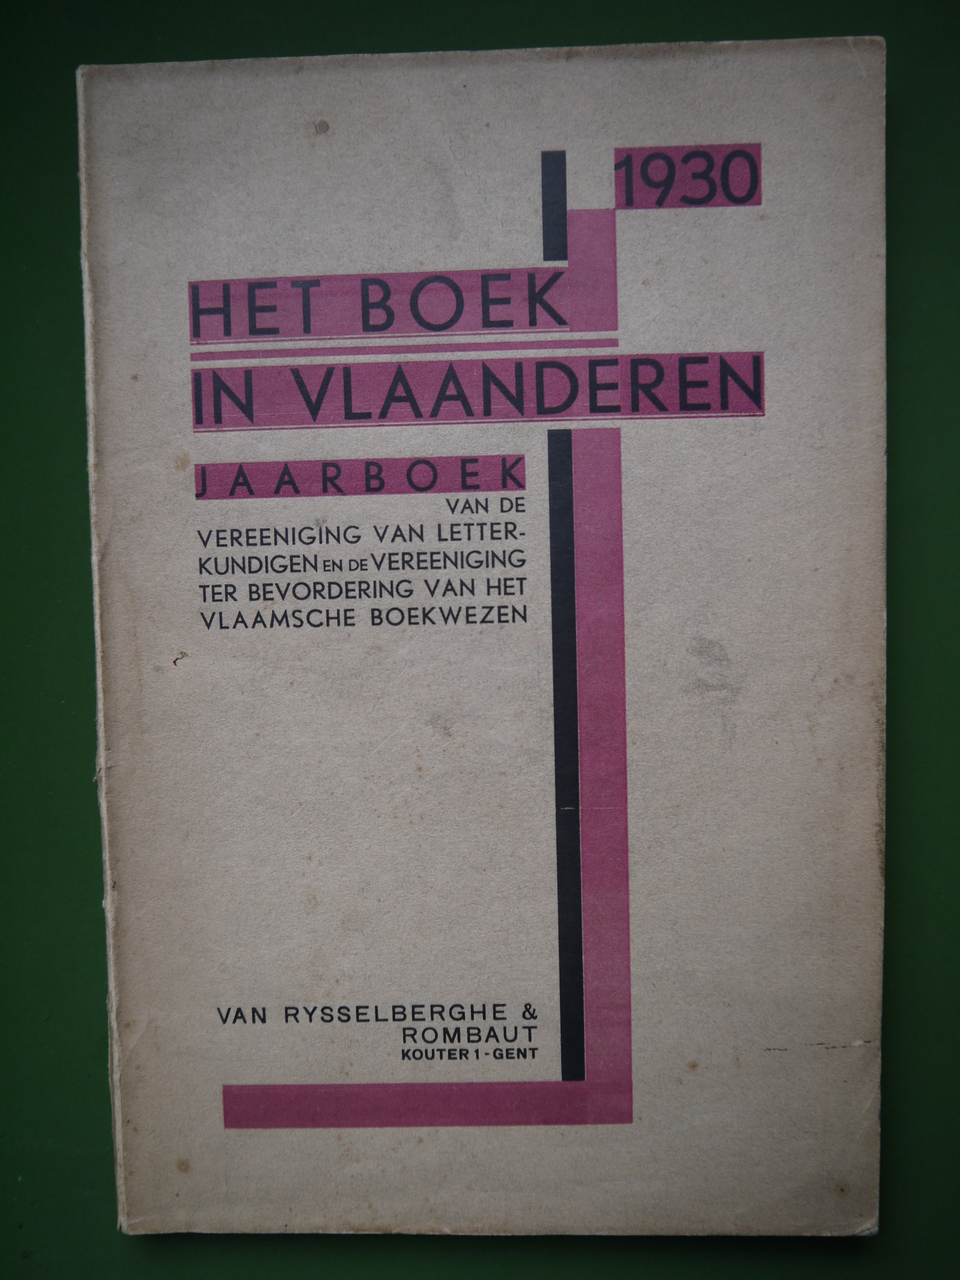 1930
HET BOEK
IN VLAANDEREN
JAARBOEK
VAN DE
VEREENIGING VAN LETTER-
KUNDIGEN EN DE VEREENIGING
TER BEVORDERING VAN HET
VLAAMSCHE BOEKWEZEN
VAN RYSSELBERGHE &
ROMBAUT
KOUTER 1 - GENT